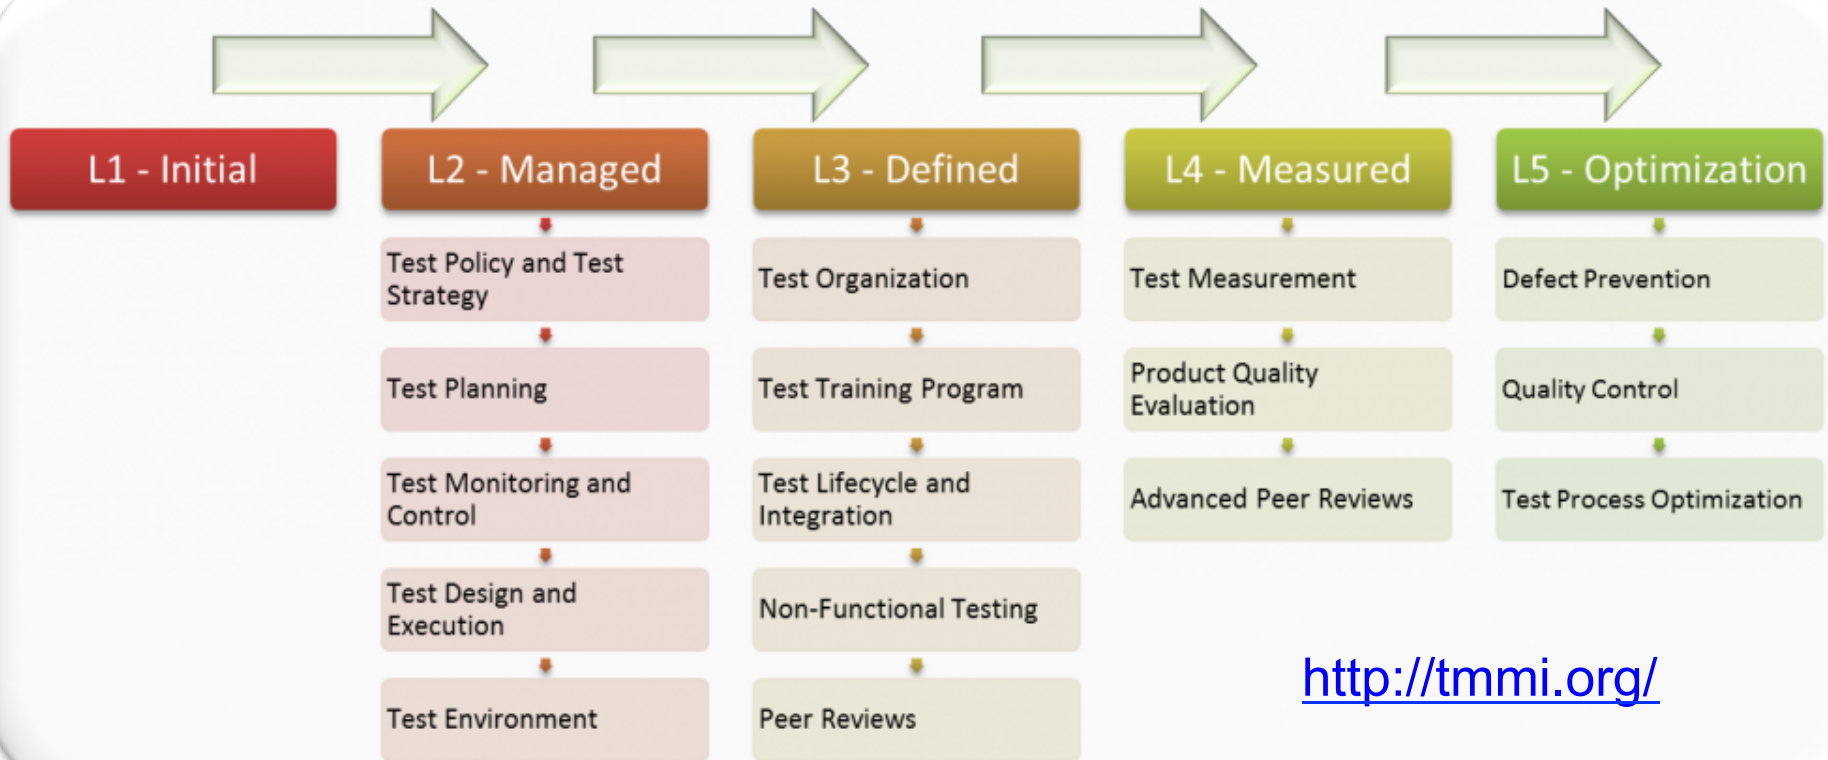 L1 - Initial
L2 - Managed
Test Policy and Test
Strategy
Test Planning
Test Monitoring and
Control
Test Design and
Execution
Test Environment
L3 - Defined
Test Organization
Test Training Program
Test Lifecycle and
Integration
Non-Functional Testing
Peer Reviews
L4 - Measured
Test Measurement
Product Quality
Evaluation
Advanced Peer Reviews
L5 - Optimization
Defect Prevention
Quality Control
Test Process Optimization
http://tmmi.org/